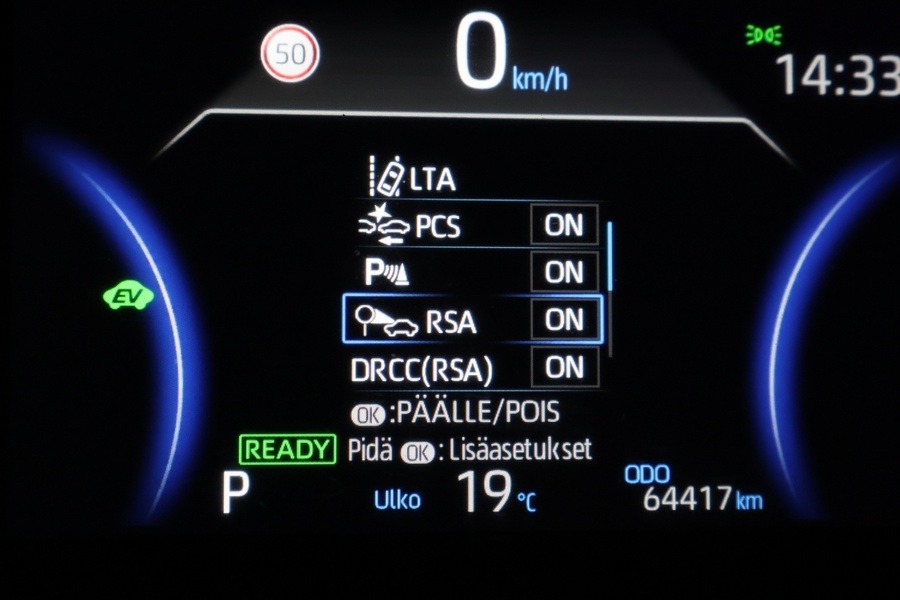 50
0 km/h
14:33
LTA
PCS ON
P ON
EV
RSA ON
DRCC(RSA) ON
OK:PÄÄLLE/POIS
READY
Pidä OK: Lisäasetukset
P
Ulko 19 °C
ODO
64417 km